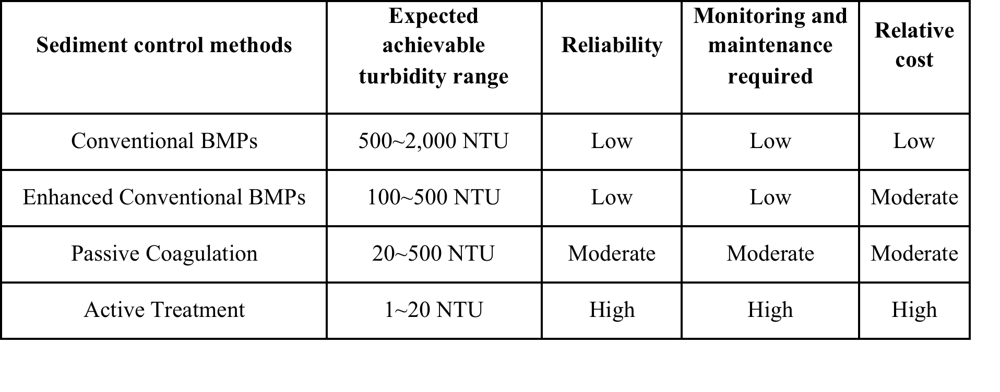 Sediment control methods
Expected
achievable
turbidity range
Reliability
Monitoring and
maintenance
required
Relative
cost
Conventional BMPs
500~2,000 NTU
Low
Low
Low
Enhanced Conventional BMPs
100~500 NTU
Low
Low
Moderate
Passive Coagulation
20~500 NTU
Moderate
Moderate
Moderate
Active Treatment
1~20 NTU
High
High
High